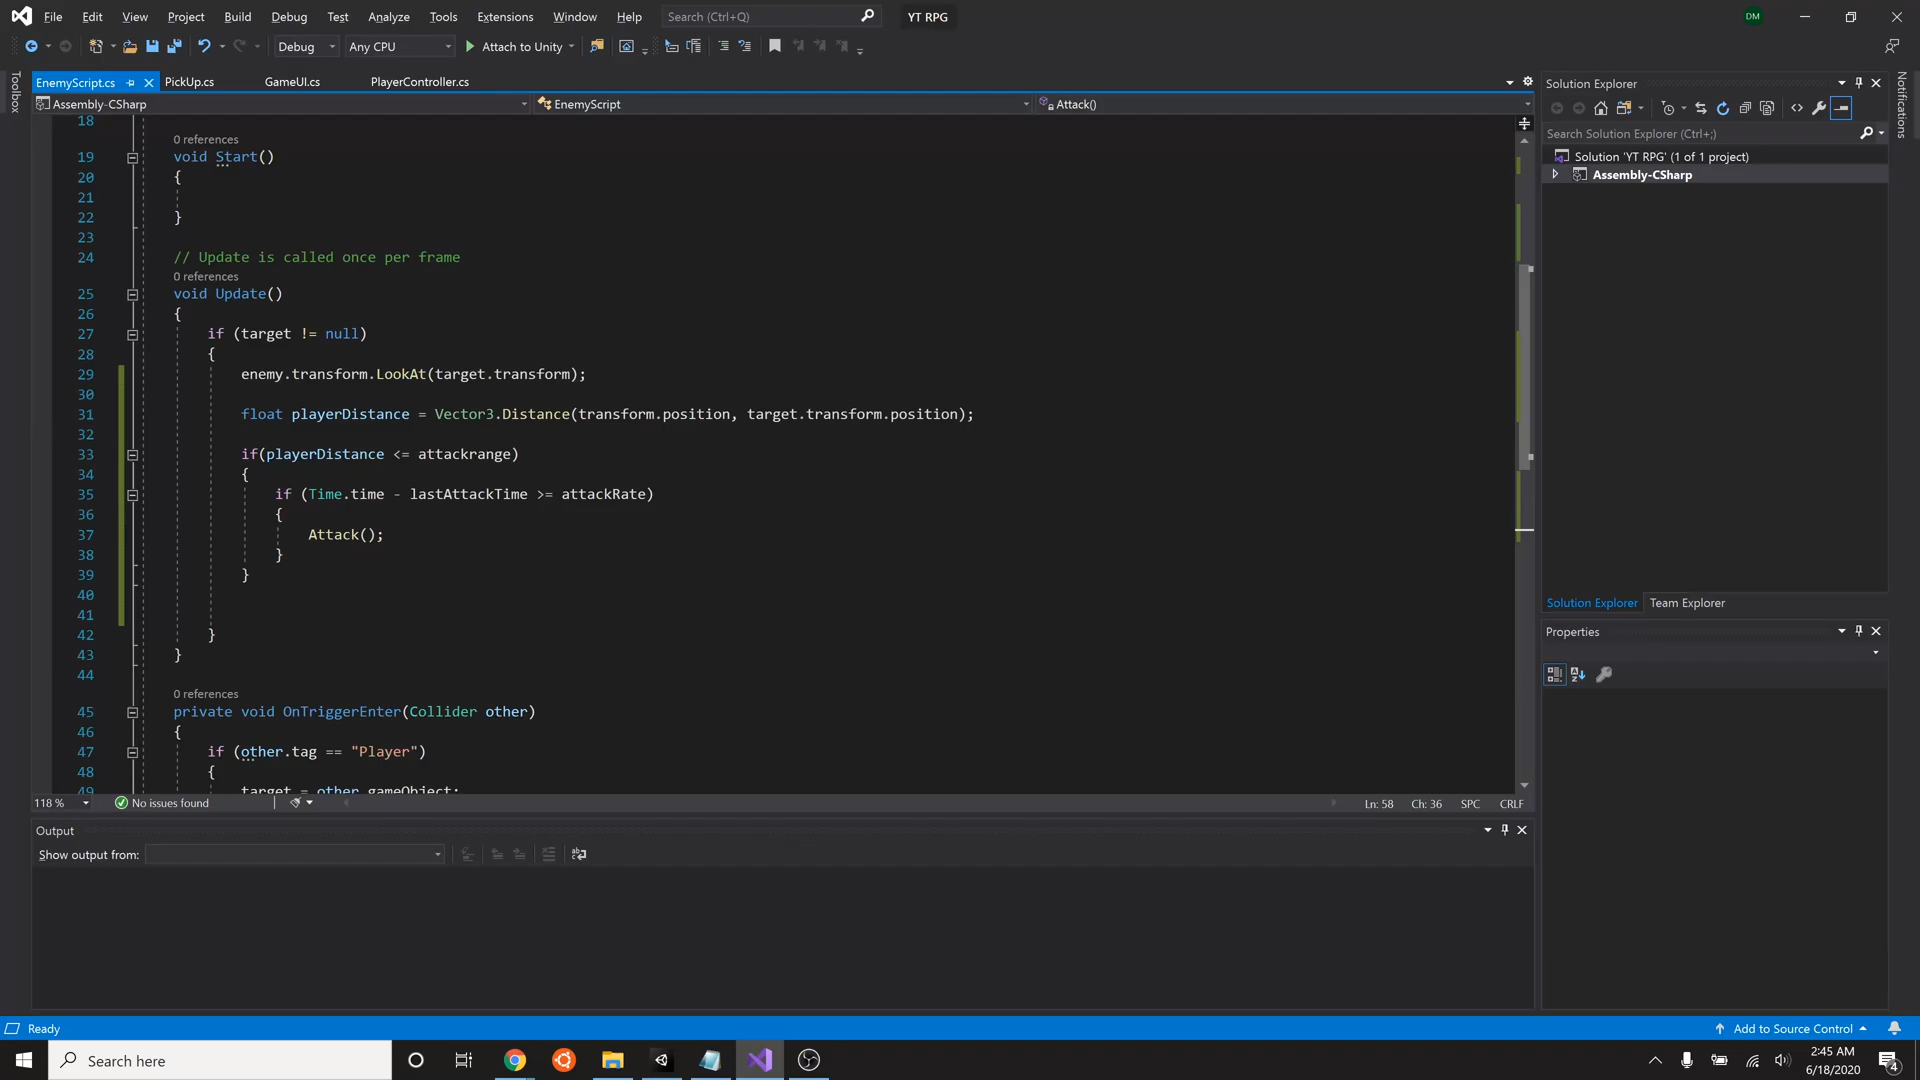 File Edit View Project Build Debug Test Analyze Tools Extensions Window Help Search (Ctrl+Q) YT RPG DM
Debug Any CPU Attach to Unity
Toolbox
EnemyScript.cs PickUp.cs GameUI.cs PlayerController.cs
Assembly-CSharp EnemyScript Attack()
18
0 references
19 void Start()
20 {
21
22 }
23
24 // Update is called once per frame
0 references
25 void Update()
26 {
27 if (target != null)
28 {
29 enemy.transform.LookAt(target.transform);
30
31 float playerDistance = Vector3.Distance(transform.position, target.transform.position);
32
33 if(playerDistance <= attackrange)
34 {
35 if (Time.time - lastAttackTime >= attackRate)
36 {
37 Attack();
38 }
39 }
40
41
42 }
43 }
44
0 references
45 private void OnTriggerEnter(Collider other)
46 {
47 if (other.tag == "Player")
48 {
49 target = other.gameObject;
118 % No issues found Ln: 58 Ch: 36 SPC CRLF
Output
Show output from:
Solution Explorer
Search Solution Explorer (Ctrl+;)
Solution 'YT RPG' (1 of 1 project)
Assembly-CSharp
Solution Explorer Team Explorer
Properties
Notifications
Ready Add to Source Control
Search here
2:45 AM
6/18/2020
4